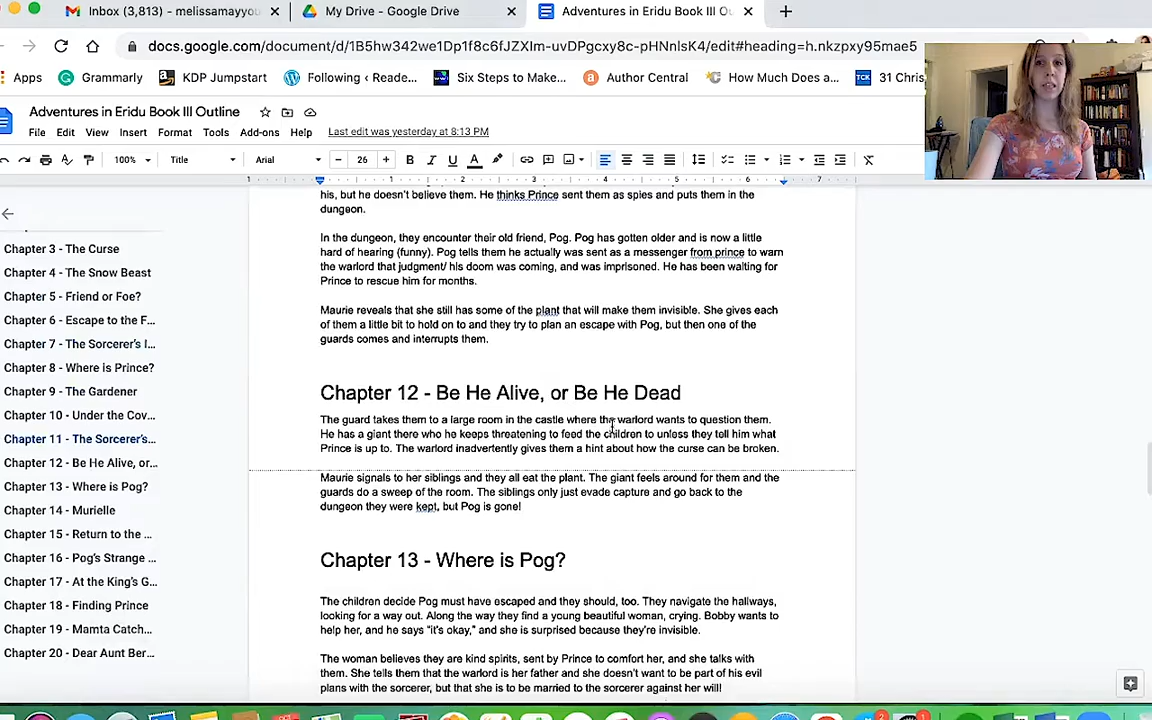 Inbox (3,813) - melissamayyou
My Drive - Google Drive
Adventures in Eridu Book III Ou
docs.google.com/document/d/1B5hw342we1Dp1f8c6fJZXIm-uvDPgcxy8c-pHNnlsK4/edit#heading=h.nkzpxy95mae5
Apps
Grammarly
KDP Jumpstart
Following ‹ Reade...
Six Steps to Make...
Author Central
How Much Does a...
31 Chris
Adventures in Eridu Book III Outline
File Edit View Insert Format Tools Add-ons Help Last edit was yesterday at 8:13 PM
100% Title Arial 26 B I U A
1 1 2 3 4 5 6 7
Chapter 3 - The Curse
Chapter 4 - The Snow Beast
Chapter 5 - Friend or Foe?
Chapter 6 - Escape to the F...
Chapter 7 - The Sorcerer's I...
Chapter 8 - Where is Prince?
Chapter 9 - The Gardener
Chapter 10 - Under the Cov...
Chapter 11 - The Sorcerer's...
Chapter 12 - Be He Alive, or...
Chapter 13 - Where is Pog?
Chapter 14 - Murielle
Chapter 15 - Return to the ...
Chapter 16 - Pog's Strange ...
Chapter 17 - At the King's G...
Chapter 18 - Finding Prince
Chapter 19 - Mamta Catch...
Chapter 20 - Dear Aunt Ber...
his, but he doesn't believe them. He thinks Prince sent them as spies and puts them in the
dungeon.
In the dungeon, they encounter their old friend, Pog. Pog has gotten older and is now a little
hard of hearing (funny). Pog tells them he actually was sent as a messenger from prince to warn
the warlord that judgment/ his doom was coming, and was imprisoned. He has been waiting for
Prince to rescue him for months.
Maurie reveals that she still has some of the plant that will make them invisible. She gives each
of them a little bit to hold on to and they try to plan an escape with Pog, but then one of the
guards comes and interrupts them.
Chapter 12 - Be He Alive, or Be He Dead
The guard takes them to a large room in the castle where the warlord wants to question them.
He has a giant there who he keeps threatening to feed the children to unless they tell him what
Prince is up to. The warlord inadvertently gives them a hint about how the curse can be broken.
Maurie signals to her siblings and they all eat the plant. The giant feels around for them and the
guards do a sweep of the room. The siblings only just evade capture and go back to the
dungeon they were kept, but Pog is gone!
Chapter 13 - Where is Pog?
The children decide Pog must have escaped and they should, too. They navigate the hallways,
looking for a way out. Along the way they find a young beautiful woman, crying. Bobby wants to
help her, and he says "it's okay," and she is surprised because they're invisible.
The woman believes they are kind spirits, sent by Prince to comfort her, and she talks with
them. She tells them that the warlord is her father and she doesn't want to be part of his evil
plans with the sorcerer, but that she is to be married to the sorcerer against her will!